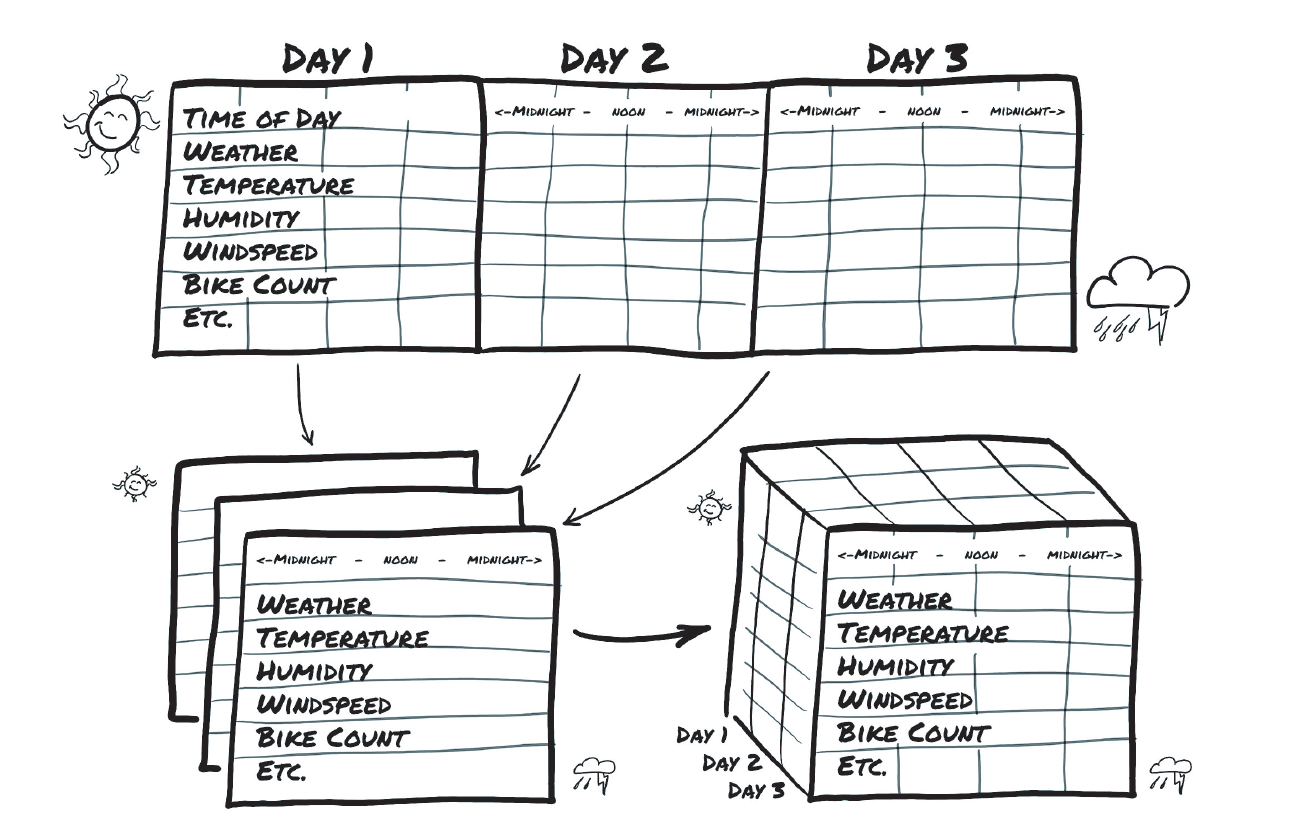 Day 1 Day 2 Day 3
Time of Day <-Midnight - noon - midnight-> <-Midnight - noon - midnight->
Weather
Temperature
Humidity
Windspeed
Bike Count
Etc.
<-Midnight - noon - midnight->
Weather
Temperature
Humidity
Windspeed
Bike Count
Etc.
<-Midnight - noon - midnight->
Weather
Temperature
Humidity
Windspeed
Bike Count
Etc.
Day 1
Day 2
Day 3